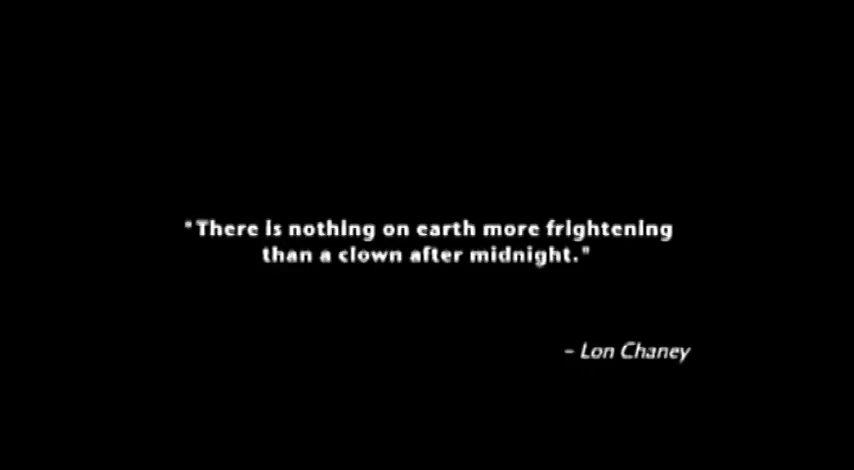 "There is nothing on earth more frightening
than a clown after midnight."
– Lon Chaney